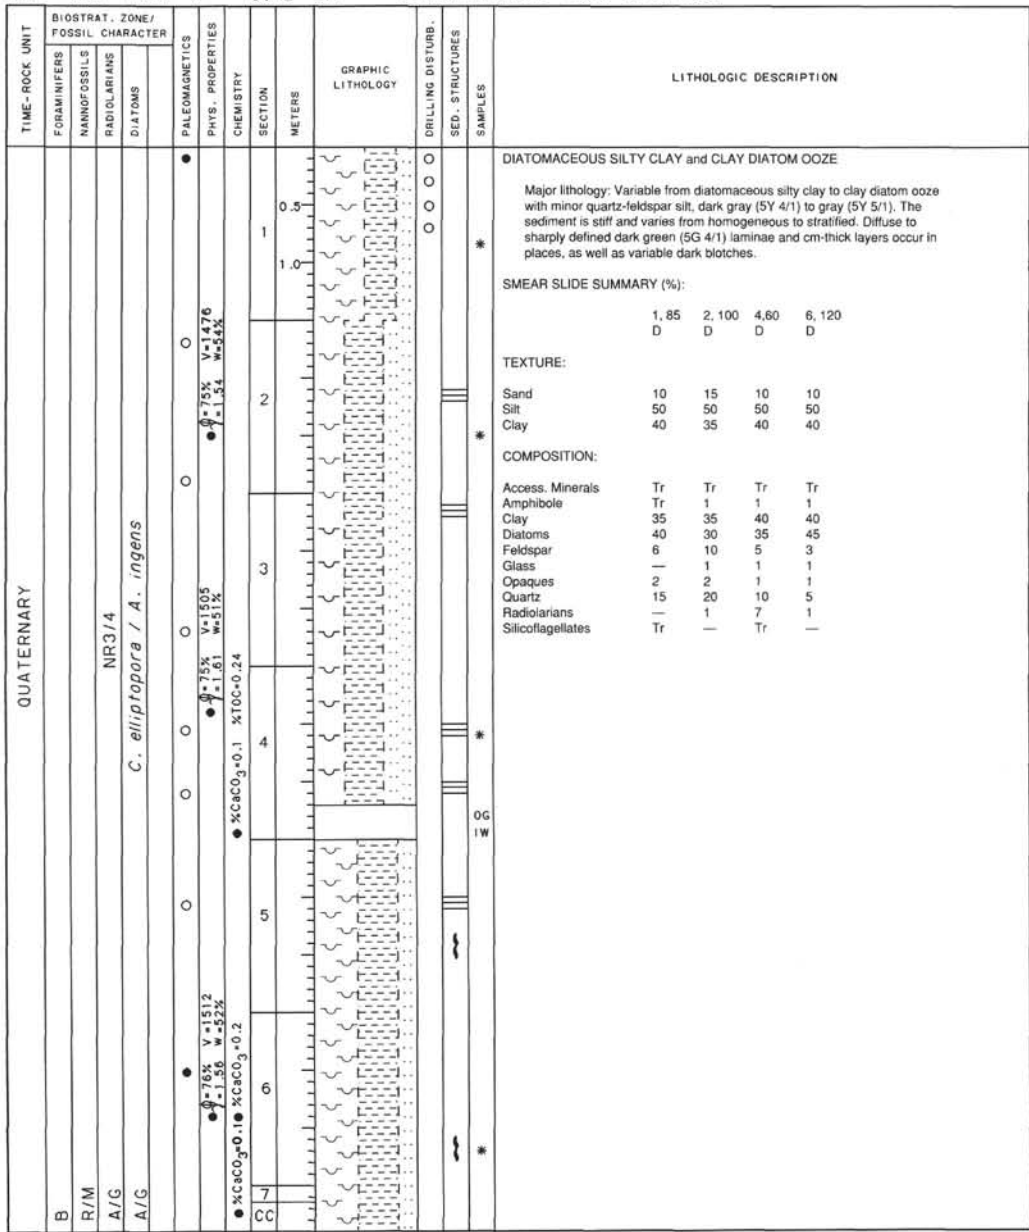 TIME-ROCK UNIT
BIOSTRAT. ZONE/
FOSSIL CHARACTER
FORAMINIFERS
NANNOFOSSILS
RADIOLARIANS
DIATOMS
PALEOMAGNETICS
PHYS. PROPERTIES
CHEMISTRY
SECTION
METERS
GRAPHIC
LITHOLOGY
DRILLING DISTURB.
SED. STRUCTURES
SAMPLES
LITHOLOGIC DESCRIPTION
QUATERNARY
B
R/M
A/G
NR3/4
A/G
C. elliptopora / A. ingens
φ=75% V=1476
γ=1.54 W=54%
φ=75% V=1505
γ=1.61 W=51%
φ=76% V=1512
γ=1.56 W=52%
%CaCO3=0.1 %TOC=0.24
%CaCO3=0.1 %CaCO3=0.2
1
2
3
4
5
6
7
CC
0.5
1.0
*
*
*
OG
IW
*
DIATOMACEOUS SILTY CLAY and CLAY DIATOM OOZE
Major lithology: Variable from diatomaceous silty clay to clay diatom ooze
with minor quartz-feldspar silt, dark gray (5Y 4/1) to gray (5Y 5/1). The
sediment is stiff and varies from homogeneous to stratified. Diffuse to
sharply defined dark green (5G 4/1) laminae and cm-thick layers occur in
places, as well as variable dark blotches.
SMEAR SLIDE SUMMARY (%):
1, 85 2, 100 4,60 6, 120
D D D D
TEXTURE:
Sand 10 15 10 10
Silt 50 50 50 50
Clay 40 35 40 40
COMPOSITION:
Access. Minerals Tr Tr Tr Tr
Amphibole Tr 1 1 1
Clay 35 35 40 40
Diatoms 40 30 35 45
Feldspar 6 10 5 3
Glass — 1 1 1
Opaques 2 2 1 1
Quartz 15 20 10 5
Radiolarians — 1 7 1
Silicoflagellates Tr — Tr —